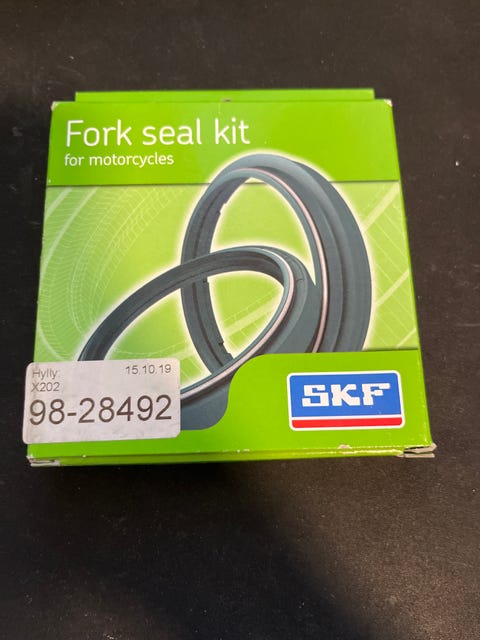 Fork seal kit
for motorcycles
Hylly: 15.10.19
X202
98-28492
SKF